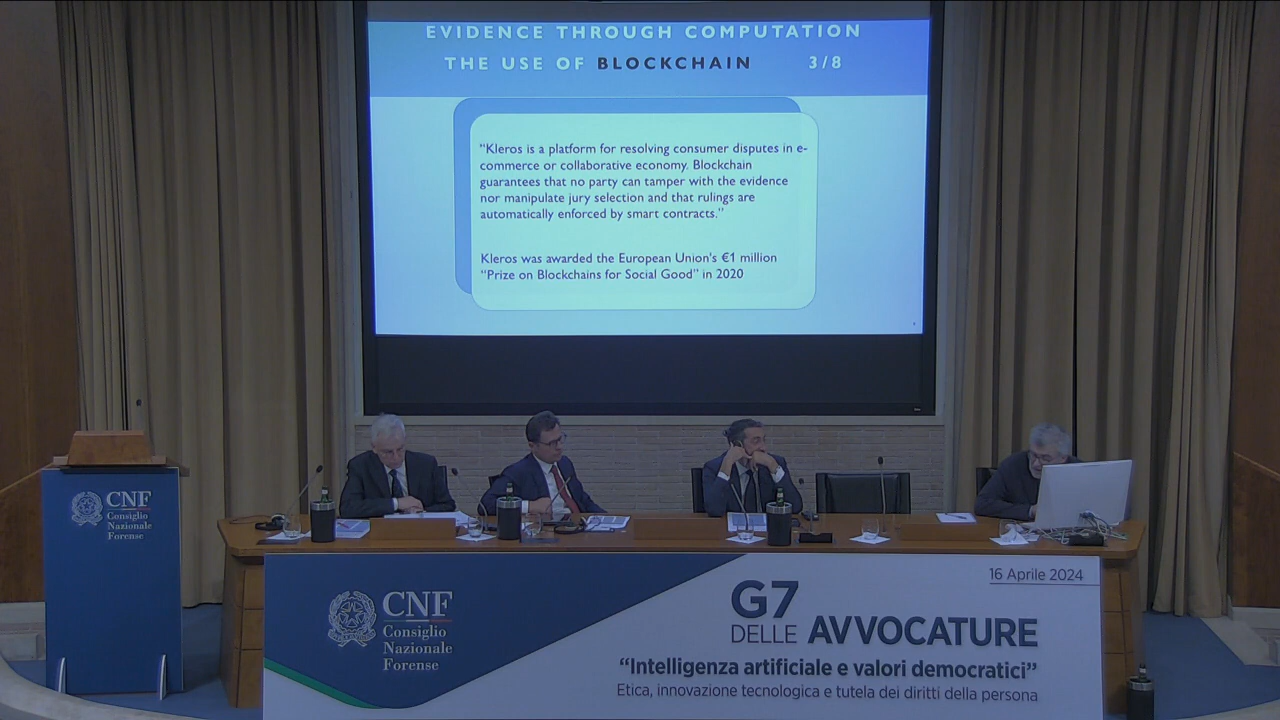 EVIDENCE THROUGH COMPUTATION
THE USE OF BLOCKCHAIN 3/8
“Kleros is a platform for resolving consumer disputes in e-
commerce or collaborative economy. Blockchain
guarantees that no party can tamper with the evidence
nor manipulate jury selection and that rulings are
automatically enforced by smart contracts.”
Kleros was awarded the European Union's €1 million
“Prize on Blockchains for Social Good” in 2020
CNF
Consiglio
Nazionale
Forense
CNF
Consiglio
Nazionale
Forense
16 Aprile 2024
G7
DELLE AVVOCATURE
“Intelligenza artificiale e valori democratici”
Etica, innovazione tecnologica e tutela dei diritti della persona